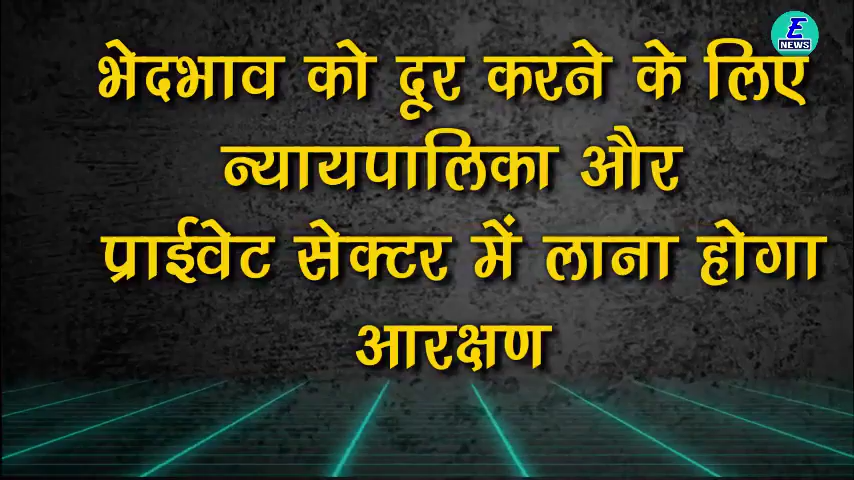 E
NEWS
भेदभाव को दूर करने के लिए
न्यायपालिका और
प्राईवेट सेक्टर में लाना होगा
आरक्षण